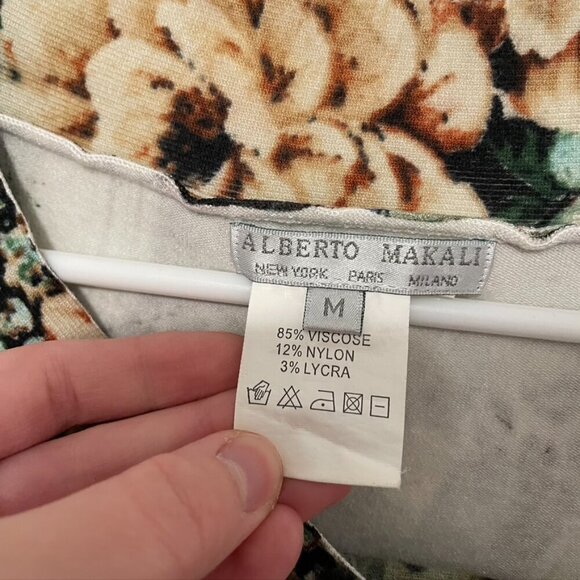 ALBERTO MAKALI
NEW YORK PARIS MILANO
M
85% VISCOSE
12% NYLON
3% LYCRA